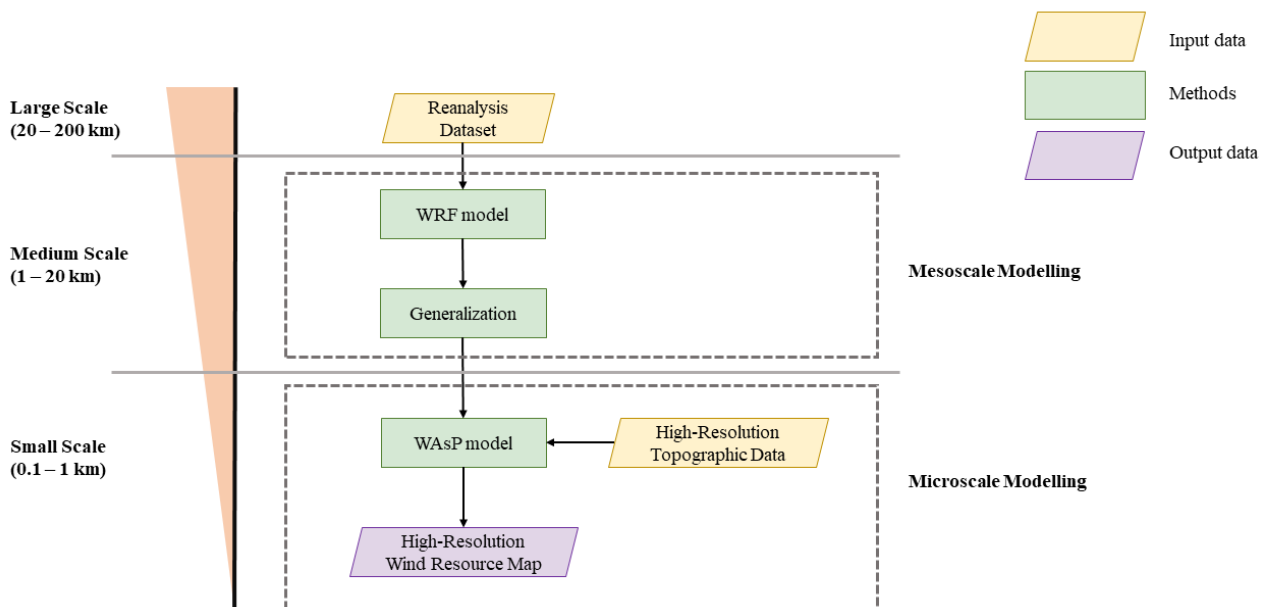 Input data
Methods
Output data
Large Scale
(20 – 200 km)
Reanalysis
Dataset
WRF model
Medium Scale
(1 – 20 km)
Mesoscale Modelling
Generalization
WAsP model
High-Resolution
Topographic Data
Small Scale
(0.1 – 1 km)
Microscale Modelling
High-Resolution
Wind Resource Map